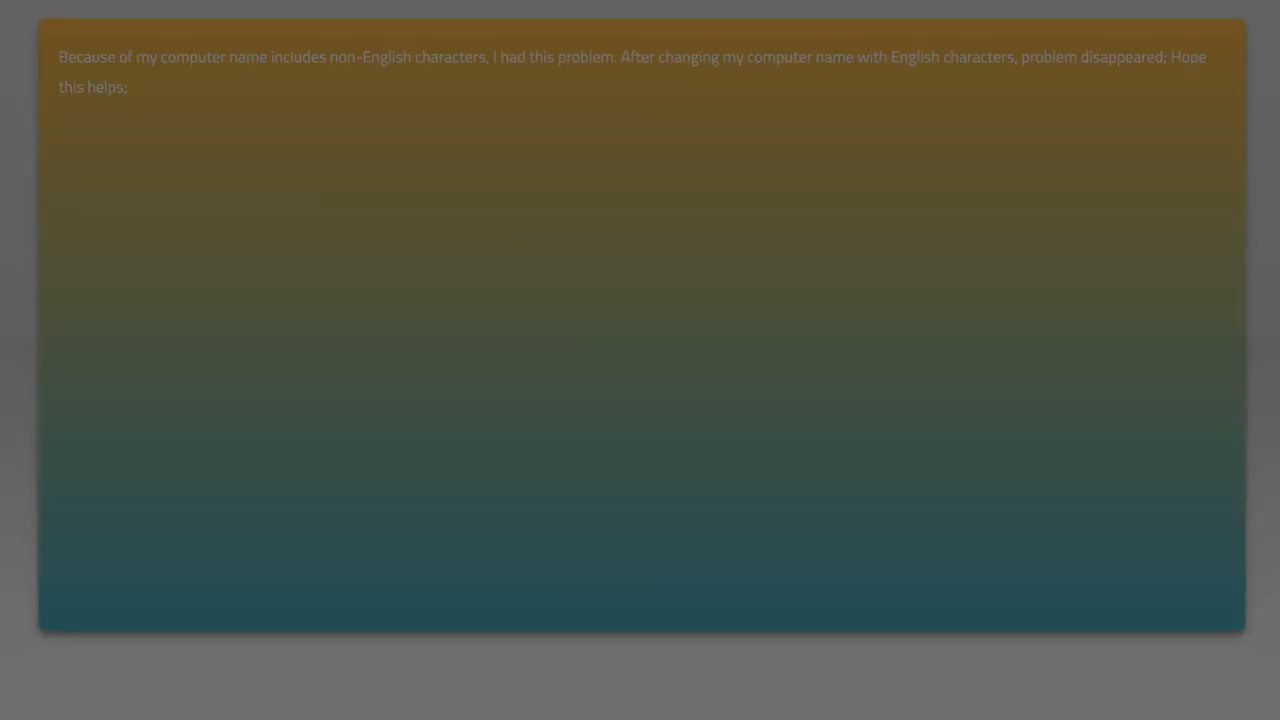 Because of my computer name includes non-English characters, I had this problem. After changing my computer name with English characters, problem disappeared; Hope
this helps;